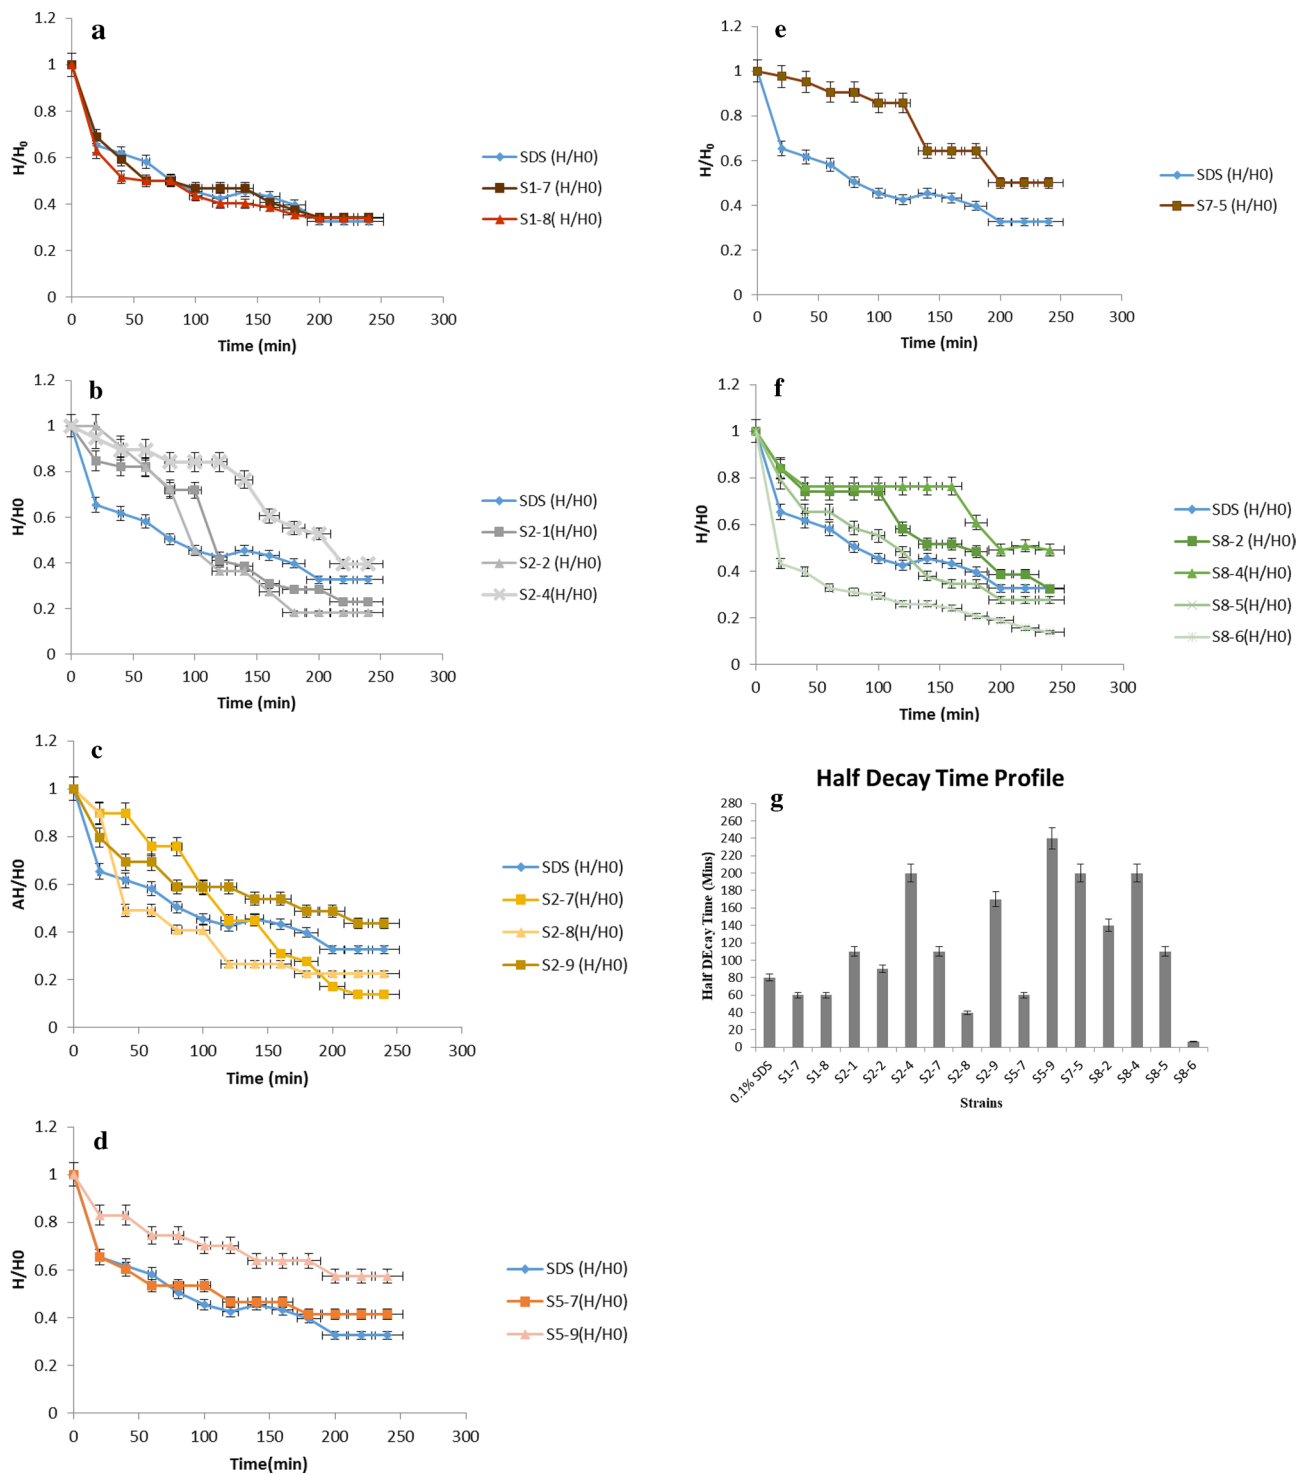 a
1.2
1
0.8
0.6
0.4
0.2
0
H/H0
0 50 100 150 200 250 300
Time (min)
SDS (H/H0)
S1-7 (H/H0)
S1-8( H/H0)
b
1.2
1
0.8
0.6
0.4
0.2
0
H/H0
0 50 100 150 200 250 300
Time (min)
SDS (H/H0)
S2-1(H/H0)
S2-2 (H/H0)
S2-4(H/H0)
c
1.2
1
0.8
0.6
0.4
0.2
0
AH/H0
0 50 100 150 200 250 300
Time (min)
SDS (H/H0)
S2-7(H/H0)
S2-8(H/H0)
S2-9 (H/H0)
d
1.2
1
0.8
0.6
0.4
0.2
0
H/H0
0 50 100 150 200 250 300
Time(min)
SDS (H/H0)
S5-7(H/H0)
S5-9(H/H0)
e
1.2
1
0.8
0.6
0.4
0.2
0
H/H0
0 50 100 150 200 250 300
Time (min)
SDS (H/H0)
S7-5 (H/H0)
f
1.2
1
0.8
0.6
0.4
0.2
0
H/H0
0 50 100 150 200 250 300
Time (min)
SDS (H/H0)
S8-2 (H/H0)
S8-4(H/H0)
S8-5(H/H0)
S8-6(H/H0)
Half Decay Time Profile
g
280
260
240
220
200
180
160
140
120
100
80
60
40
20
0
Half DEcay Time (Mins)
0.1% SDS S1-7 S1-8 S2-1 S2-2 S2-4 S2-7 S2-8 S2-9 S5-7 S5-9 S7-5 S8-2 S8-4 S8-5 S8-6
Strains